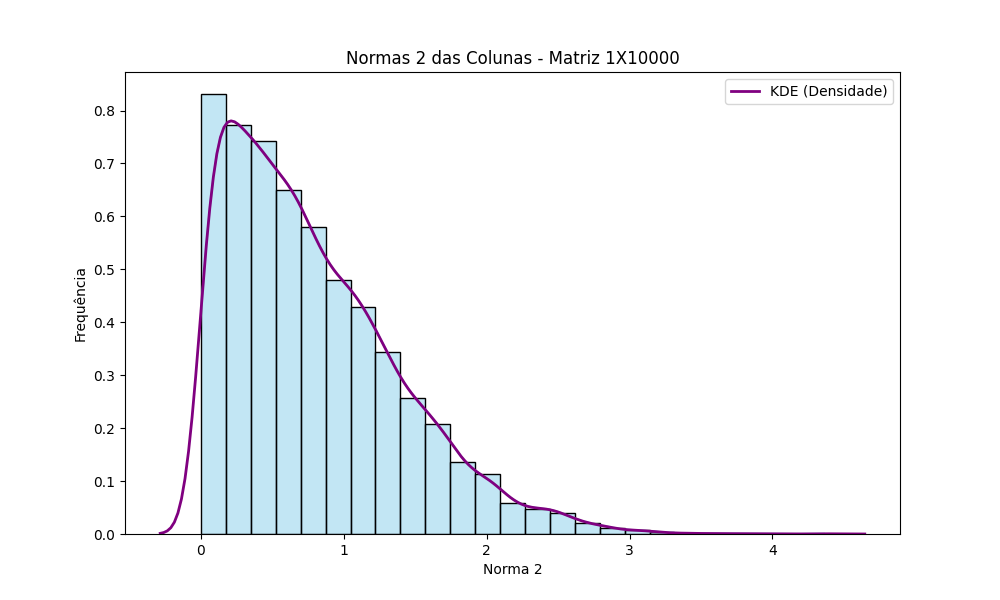 Normas 2 das Colunas - Matriz 1X10000
KDE (Densidade)
Frequência
0.8
0.7
0.6
0.5
0.4
0.3
0.2
0.1
0.0
0 1 2 3 4
Norma 2